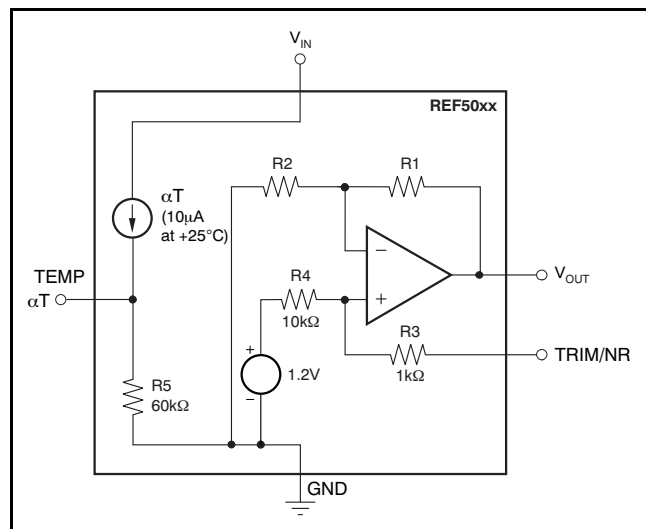 V_IN
REF50xx
R2
R1
αT
(10μA
at +25°C)
−
TEMP
αT
R4
10kΩ
+
V_OUT
R3
1kΩ
TRIM/NR
+
1.2V
−
R5
60kΩ
GND